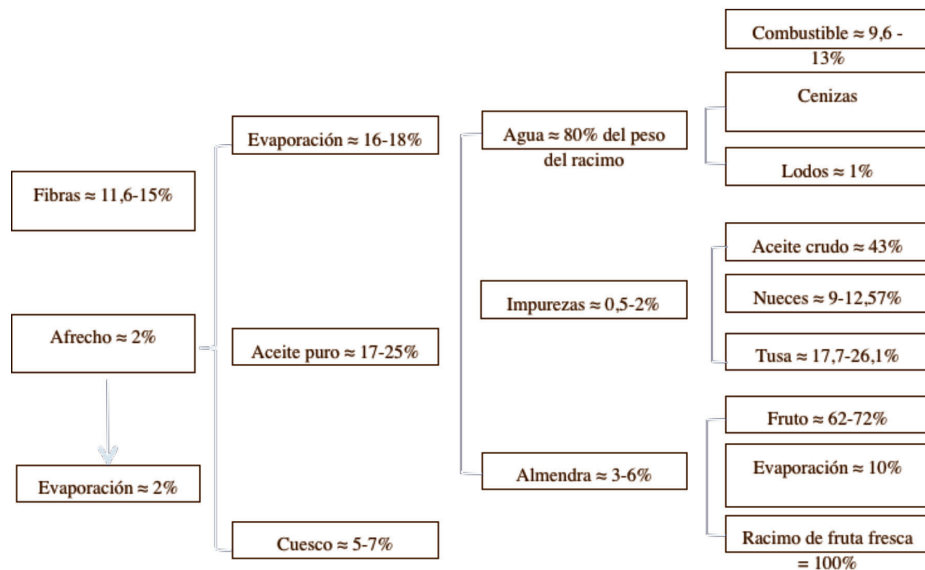 Fibras ≈ 11,6-15%
Afrecho ≈ 2%
Evaporación ≈ 2%
Evaporación ≈ 16-18%
Aceite puro ≈ 17-25%
Cuesco ≈ 5-7%
Agua ≈ 80% del peso
del racimo
Impurezas ≈ 0,5-2%
Almendra ≈ 3-6%
Combustible ≈ 9,6 -
13%
Cenizas
Lodos ≈ 1%
Aceite crudo ≈ 43%
Nueces ≈ 9-12,57%
Tusa ≈ 17,7-26,1%
Fruto ≈ 62-72%
Evaporación ≈ 10%
Racimo de fruta fresca
= 100%